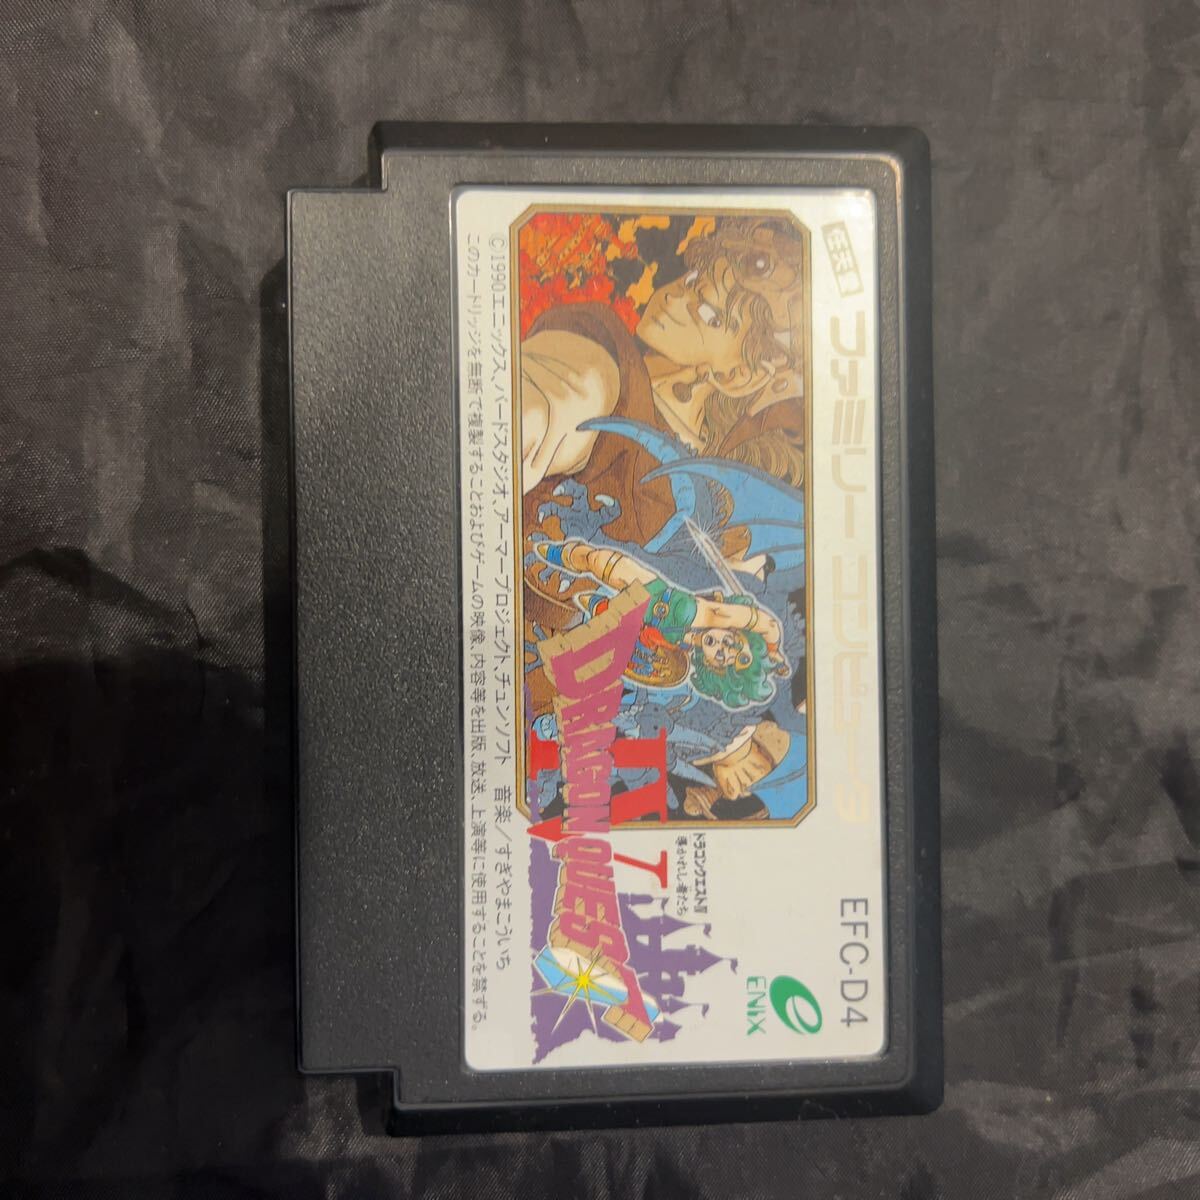 任天堂
ファミリー コンピュータ
EFC-D4
ENIX
ドラゴンクエストⅣ
導かれし者たち
IV
DRAGON QUEST
©1990エニックス、バードスタジオ、アーマープロジェクト、チュンソフト 音楽/すぎやまこういち
このカートリッジを無断で複製することおよびゲームの映像、内容等を出版、放送、上演等に使用することを禁ずる。